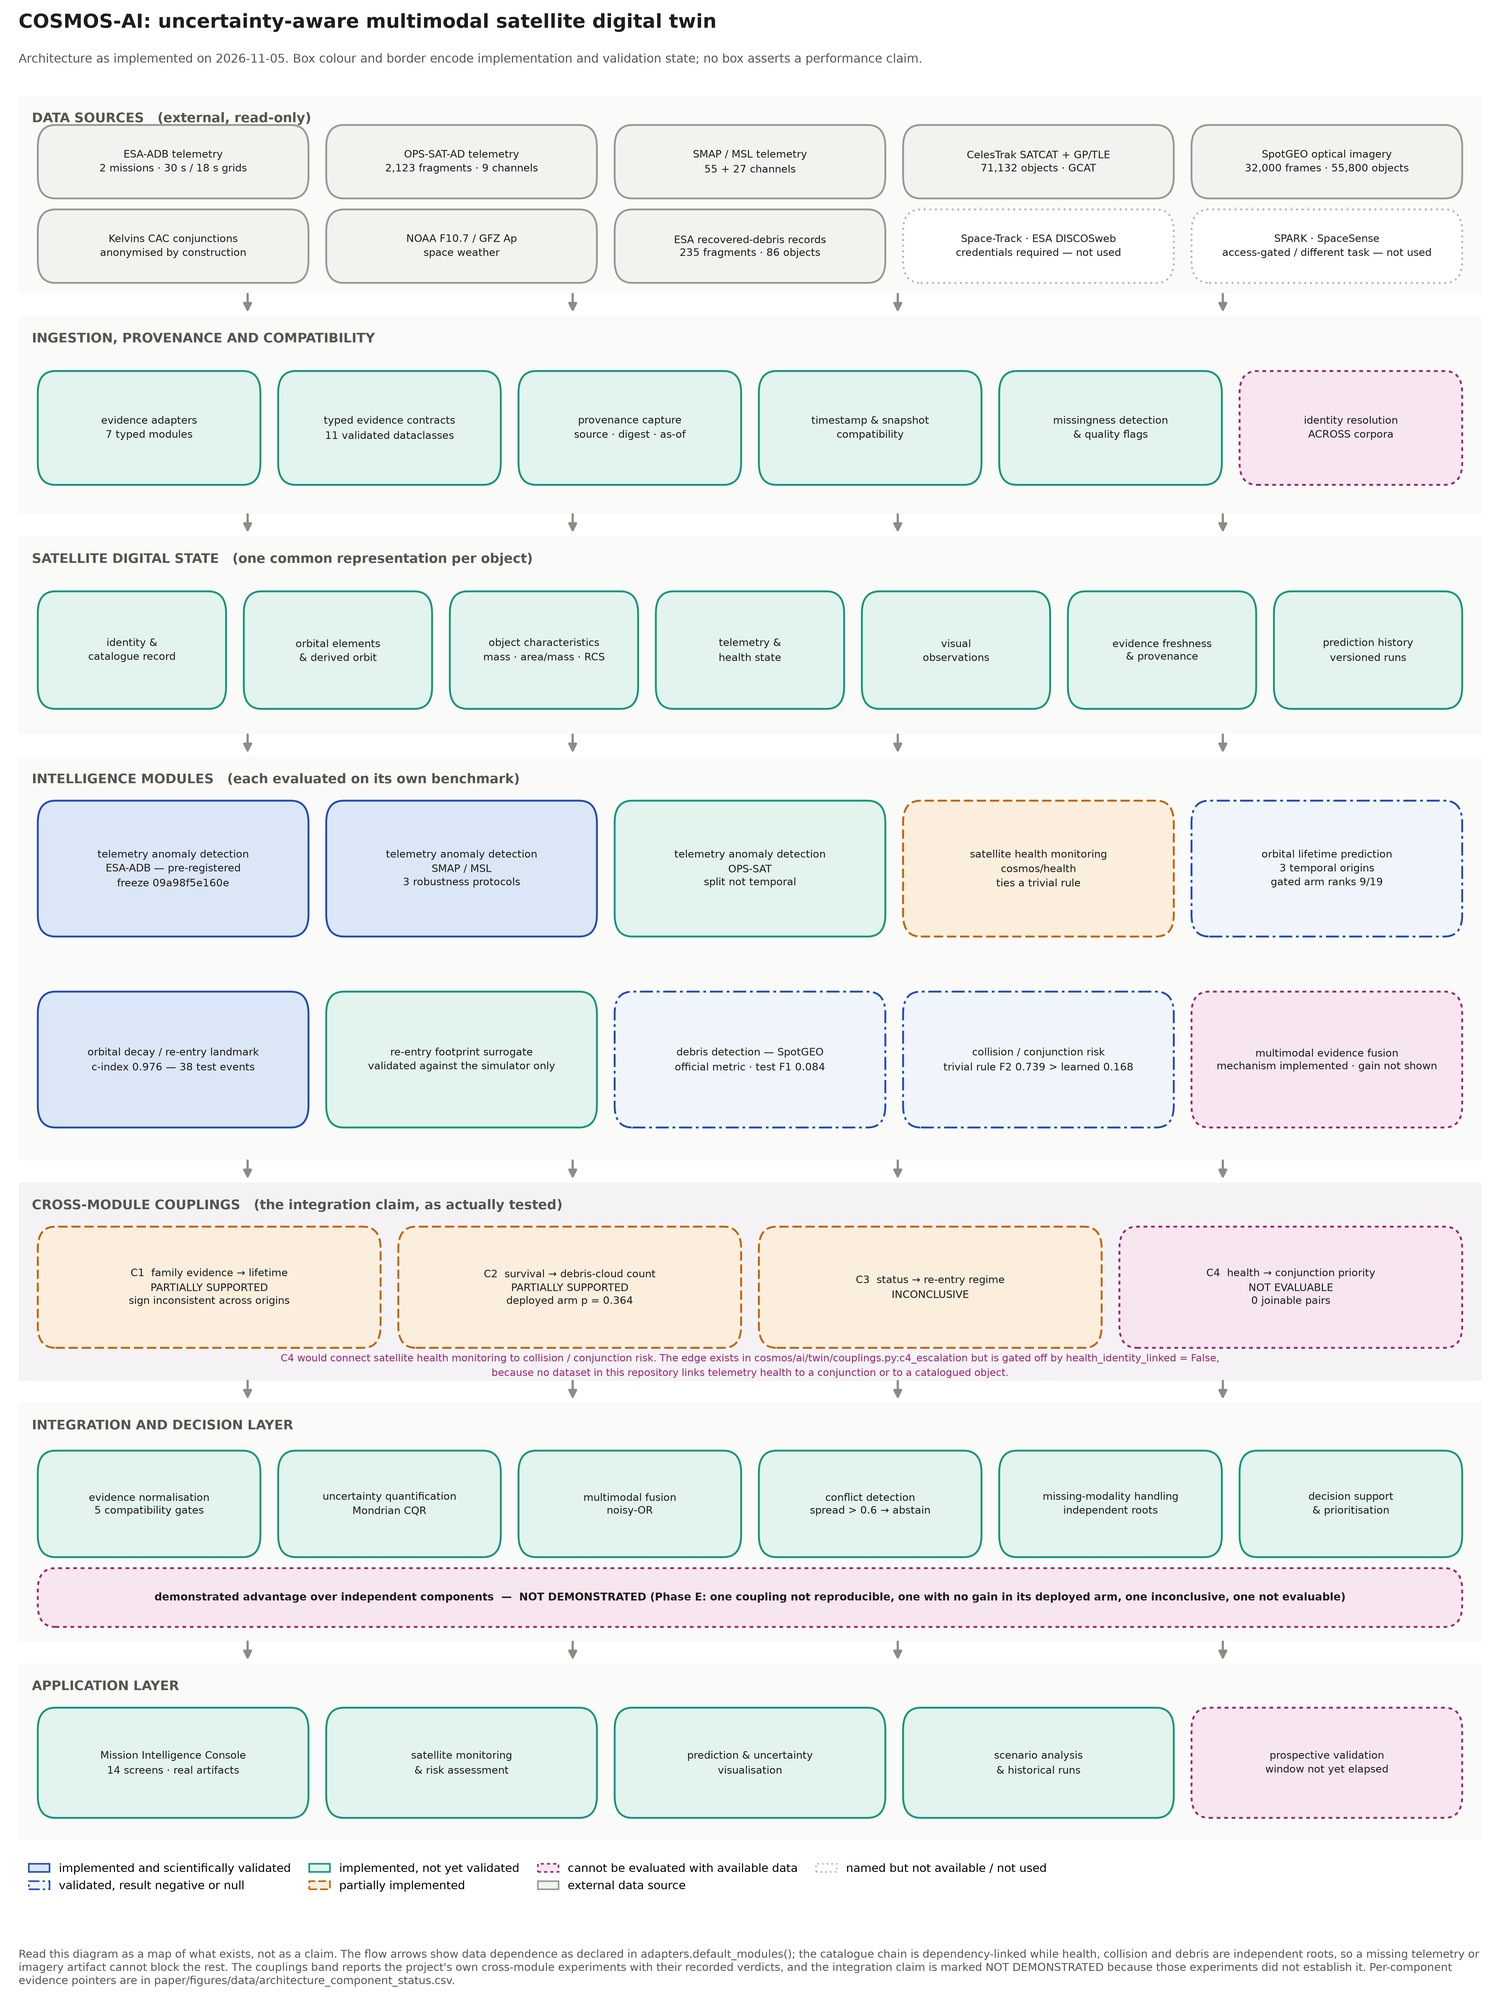 COSMOS-AI: uncertainty-aware multimodal satellite digital twin
Architecture as implemented on 2026-11-05. Box colour and border encode implementation and validation state; no box asserts a performance claim.
DATA SOURCES (external, read-only)
ESA-ADB telemetry
2 missions · 30 s / 18 s grids
OPS-SAT-AD telemetry
2,123 fragments · 9 channels
SMAP / MSL telemetry
55 + 27 channels
CelesTrak SATCAT + GP/TLE
71,132 objects · GCAT
SpotGEO optical imagery
32,000 frames · 55,800 objects
Kelvins CAC conjunctions
anonymised by construction
NOAA F10.7 / GFZ Ap
space weather
ESA recovered-debris records
235 fragments · 86 objects
Space-Track · ESA DISCOSweb
credentials required — not used
SPARK · SpaceSense
access-gated / different task — not used
INGESTION, PROVENANCE AND COMPATIBILITY
evidence adapters
7 typed modules
typed evidence contracts
11 validated dataclasses
provenance capture
source · digest · as-of
timestamp & snapshot
compatibility
missingness detection
& quality flags
identity resolution
ACROSS corpora
SATELLITE DIGITAL STATE (one common representation per object)
identity &
catalogue record
orbital elements
& derived orbit
object characteristics
mass · area/mass · RCS
telemetry &
health state
visual
observations
evidence freshness
& provenance
prediction history
versioned runs
INTELLIGENCE MODULES (each evaluated on its own benchmark)
telemetry anomaly detection
ESA-ADB — pre-registered
freeze 09a98f5e160e
telemetry anomaly detection
SMAP / MSL
3 robustness protocols
telemetry anomaly detection
OPS-SAT
split not temporal
satellite health monitoring
cosmos/health
ties a trivial rule
orbital lifetime prediction
3 temporal origins
gated arm ranks 9/19
orbital decay / re-entry landmark
c-index 0.976 — 38 test events
re-entry footprint surrogate
validated against the simulator only
debris detection — SpotGEO
official metric · test F1 0.084
collision / conjunction risk
trivial rule F2 0.739 > learned 0.168
multimodal evidence fusion
mechanism implemented · gain not shown
CROSS-MODULE COUPLINGS (the integration claim, as actually tested)
C1 family evidence → lifetime
PARTIALLY SUPPORTED
sign inconsistent across origins
C2 survival → debris-cloud count
PARTIALLY SUPPORTED
deployed arm p = 0.364
C3 status → re-entry regime
INCONCLUSIVE
C4 health → conjunction priority
NOT EVALUABLE
0 joinable pairs
C4 would connect satellite health monitoring to collision / conjunction risk. The edge exists in cosmos/ai/twin/couplings.py:c4_escalation but is gated off by health_identity_linked = False,
because no dataset in this repository links telemetry health to a conjunction or to a catalogued object.
INTEGRATION AND DECISION LAYER
evidence normalisation
5 compatibility gates
uncertainty quantification
Mondrian CQR
multimodal fusion
noisy-OR
conflict detection
spread > 0.6 → abstain
missing-modality handling
independent roots
decision support
& prioritisation
demonstrated advantage over independent components — NOT DEMONSTRATED (Phase E: one coupling not reproducible, one with no gain in its deployed arm, one inconclusive, one not evaluable)
APPLICATION LAYER
Mission Intelligence Console
14 screens · real artifacts
satellite monitoring
& risk assessment
prediction & uncertainty
visualisation
scenario analysis
& historical runs
prospective validation
window not yet elapsed
implemented and scientifically validated
implemented, not yet validated
cannot be evaluated with available data
named but not available / not used
validated, result negative or null
partially implemented
external data source
Read this diagram as a map of what exists, not as a claim. The flow arrows show data dependence as declared in adapters.default_modules(); the catalogue chain is dependency-linked while health, collision and debris are independent roots, so a missing telemetry or
imagery artifact cannot block the rest. The couplings band reports the project's own cross-module experiments with their recorded verdicts, and the integration claim is marked NOT DEMONSTRATED because those experiments did not establish it. Per-component
evidence pointers are in paper/figures/data/architecture_component_status.csv.